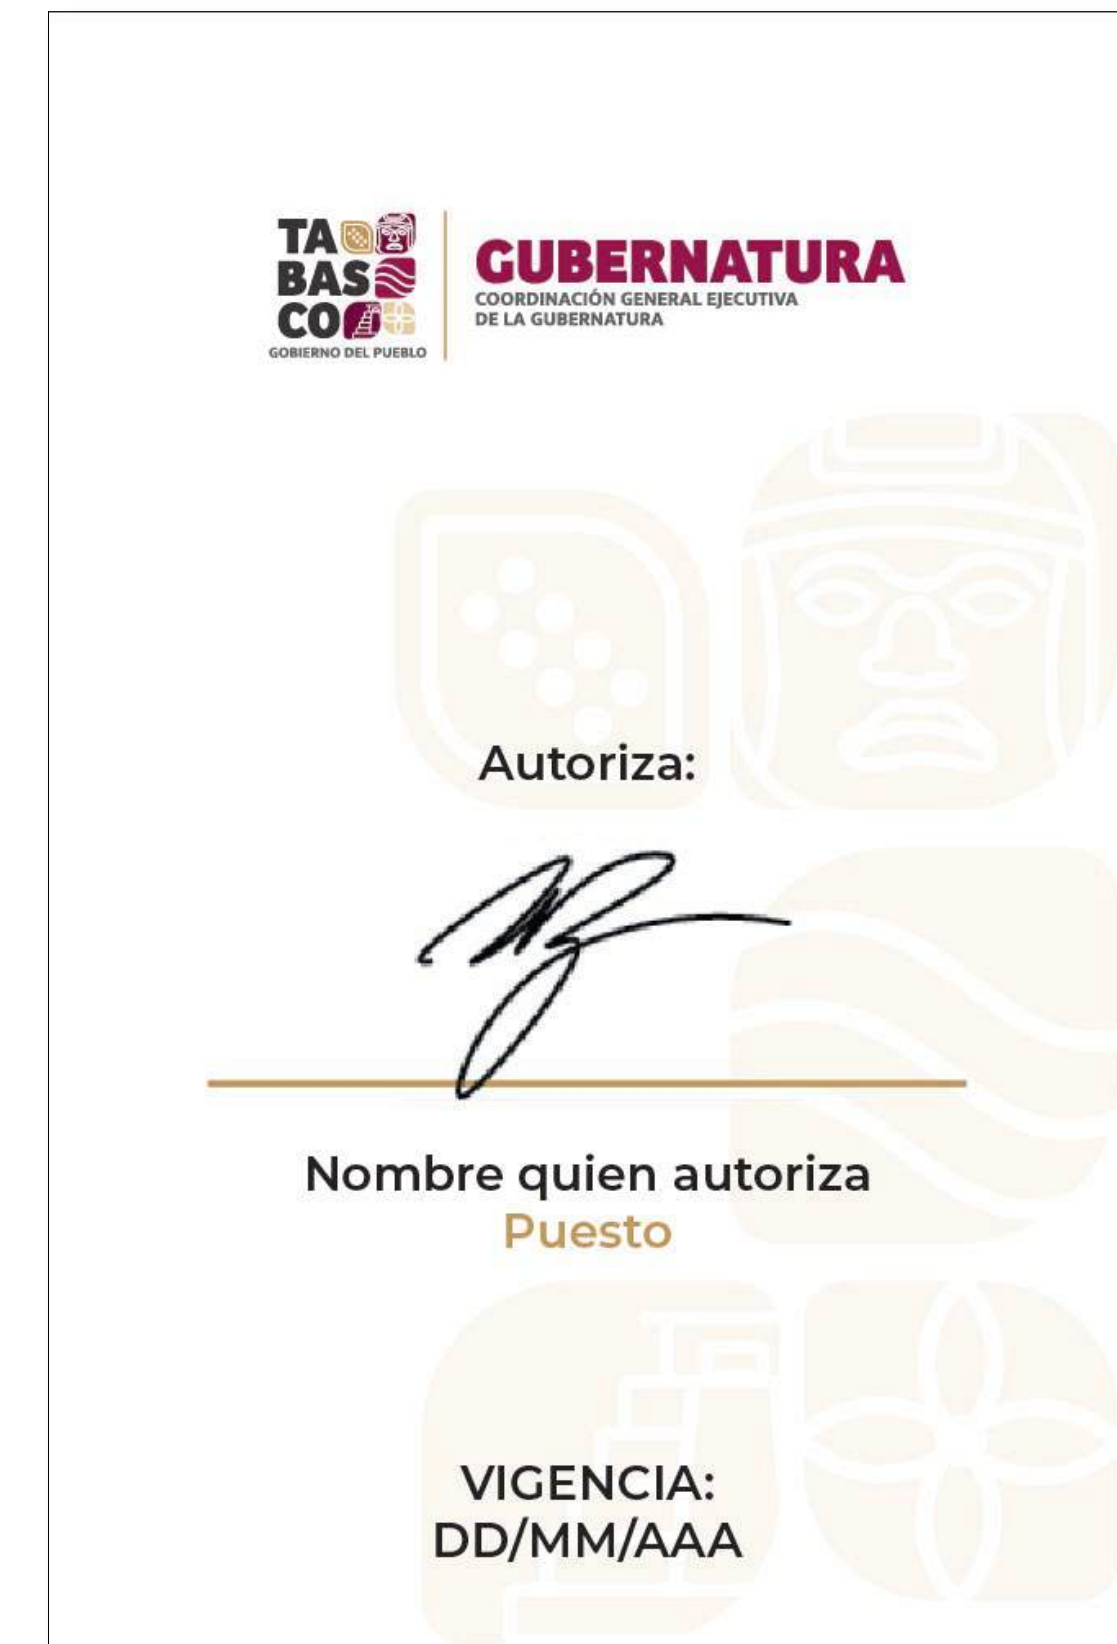 TA
BAS
CO
GOBIERNO DEL PUEBLO
GUBERNATURA
COORDINACIÓN GENERAL EJECUTIVA
DE LA GUBERNATURA
Autoriza:
Nombre quien autoriza
Puesto
VIGENCIA:
DD/MM/AAA